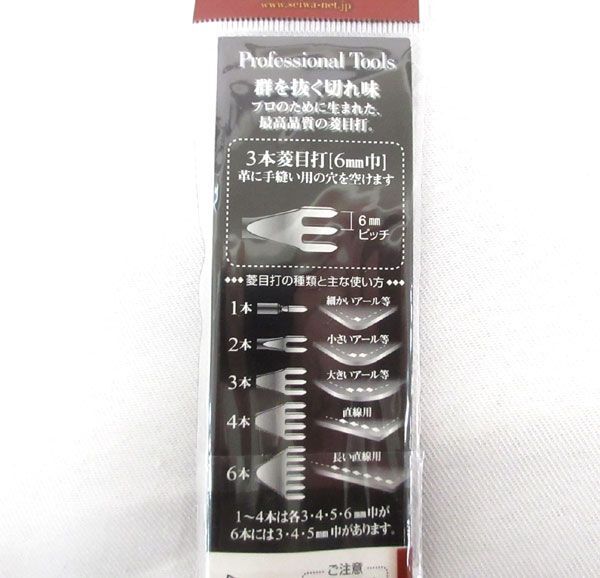 www.seiwa-net.jp
Professional Tools
群を抜く切れ味
プロのために生まれた、
最高品質の菱目打。
3本菱目打[6mm巾]
革に手縫い用の穴を空けます
6mm
ピッチ
◆◆◆菱目打の種類と主な使い方◆◆◆
1本 細かいアール等
2本 小さいアール等
3本 大きいアール等
4本 直線用
6本 長い直線用
1～4本は各3・4・5・6mm巾が
6本には3・4・5mm巾があります。
ご注意